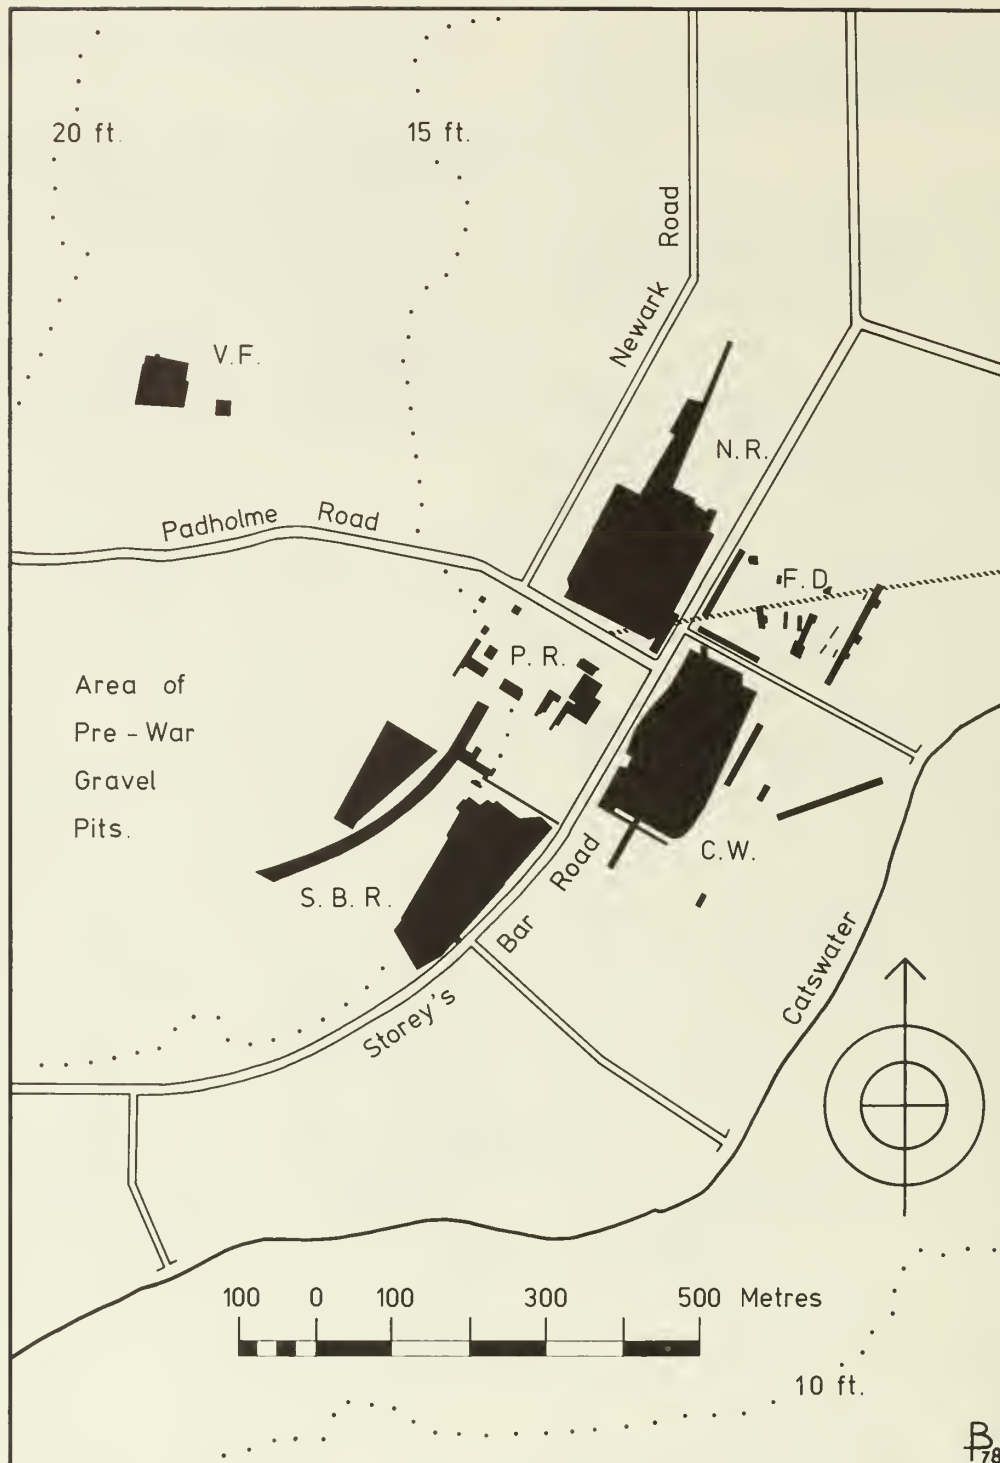 20 ft.
15 ft.
Newark Road
V.F.
N.R.
Padholme Road
F.D.
P.R.
Area of
Pre-War
Gravel
Pits.
C.W.
S.B.R.
Storey's Bar Road
Catswater
100 0 100 300 500 Metres
10 ft.
B
78